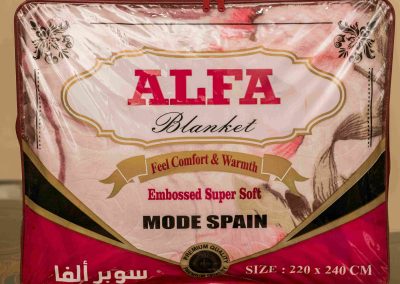 ALFA
Blanket
Feel Comfort & Warmth
Embossed Super Soft
MODE SPAIN
PREMIUM QUALITY
سوبر ألفا
SIZE : 220 x 240 CM